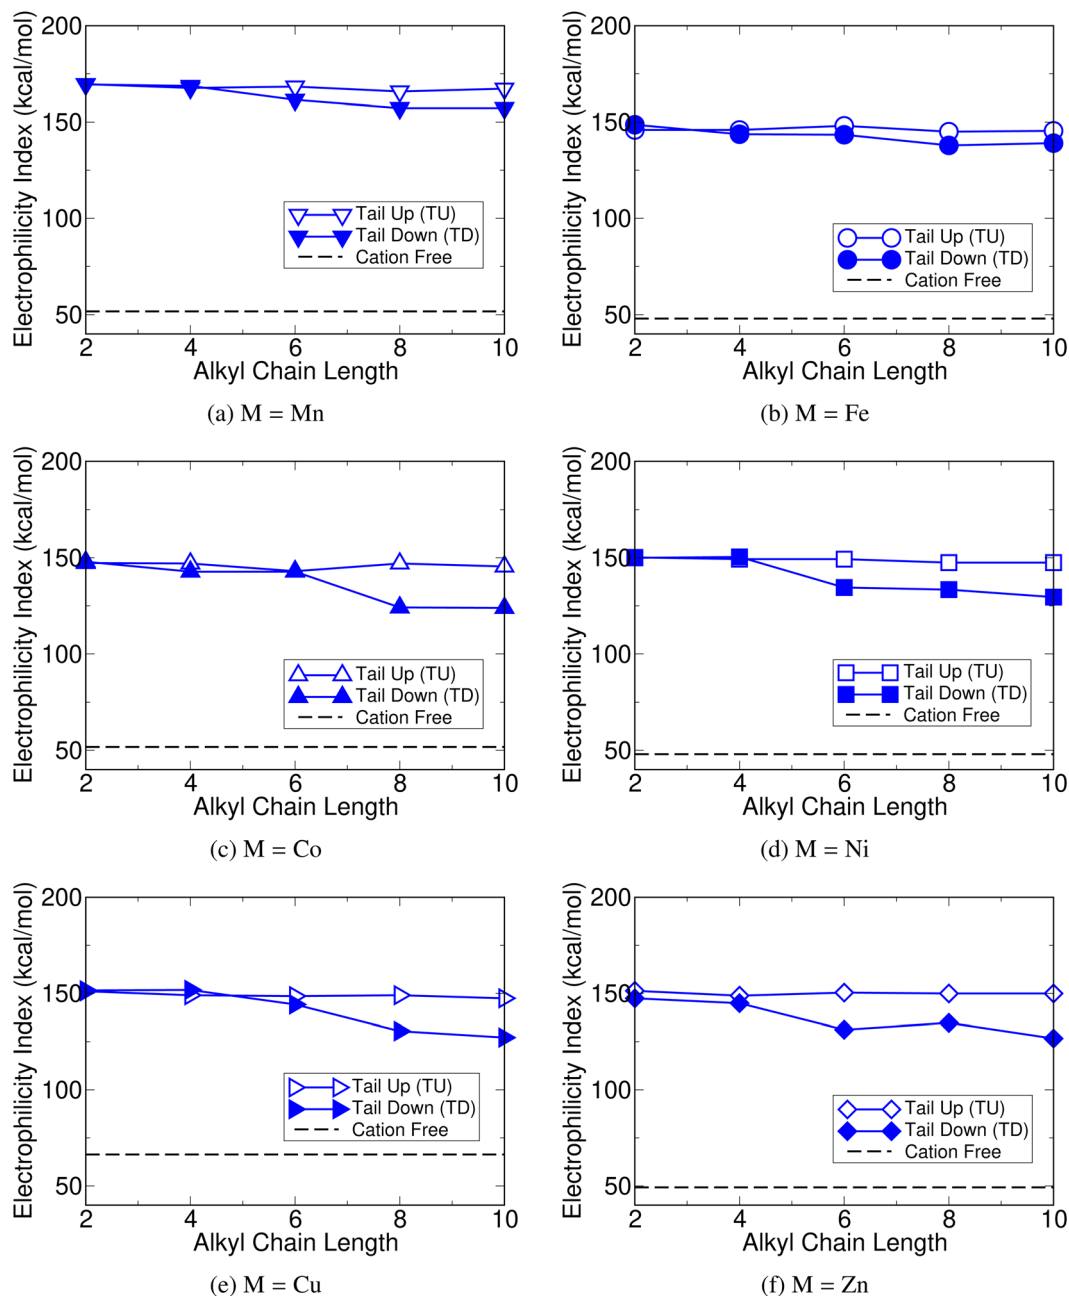 Electrophilicity Index (kcal/mol)
200
150
100
50
Tail Up (TU)
Tail Down (TD)
Cation Free
2 4 6 8 10
Alkyl Chain Length
(a) M = Mn
Electrophilicity Index (kcal/mol)
200
150
100
50
Tail Up (TU)
Tail Down (TD)
Cation Free
2 4 6 8 10
Alkyl Chain Length
(b) M = Fe
Electrophilicity Index (kcal/mol)
200
150
100
50
Tail Up (TU)
Tail Down (TD)
Cation Free
2 4 6 8 10
Alkyl Chain Length
(c) M = Co
Electrophilicity Index (kcal/mol)
200
150
100
50
Tail Up (TU)
Tail Down (TD)
Cation Free
2 4 6 8 10
Alkyl Chain Length
(d) M = Ni
Electrophilicity Index (kcal/mol)
200
150
100
50
Tail Up (TU)
Tail Down (TD)
Cation Free
2 4 6 8 10
Alkyl Chain Length
(e) M = Cu
Electrophilicity Index (kcal/mol)
200
150
100
50
Tail Up (TU)
Tail Down (TD)
Cation Free
2 4 6 8 10
Alkyl Chain Length
(f) M = Zn